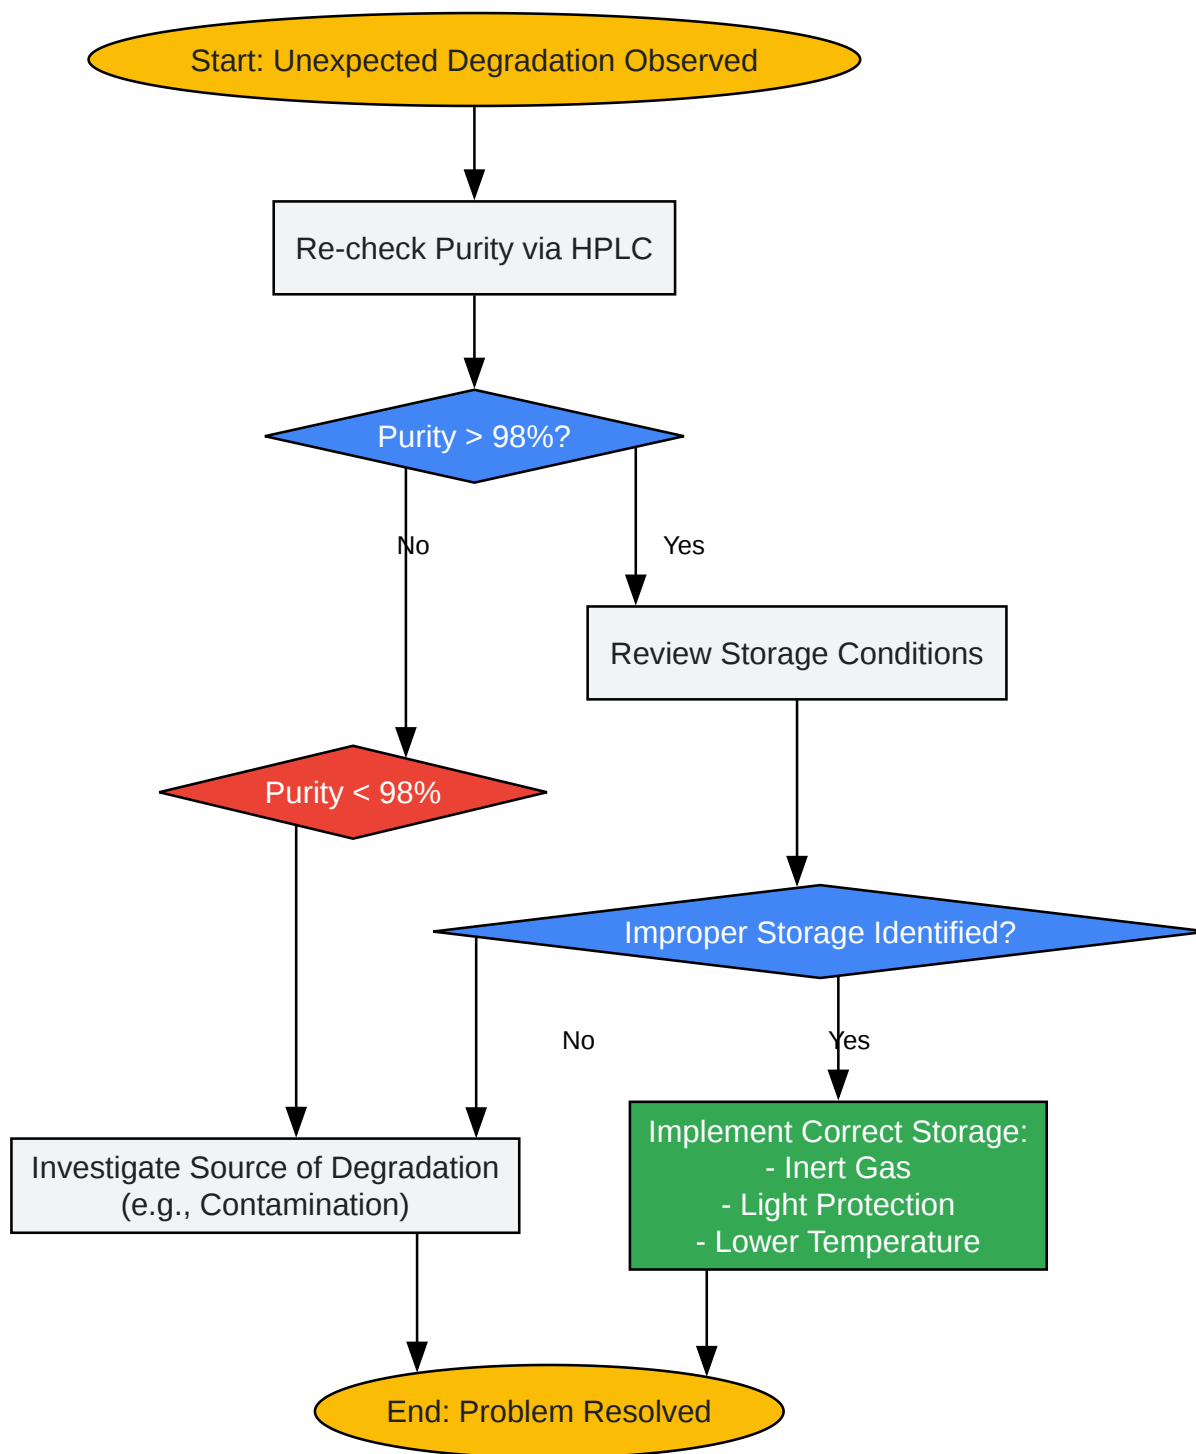 Start: Unexpected Degradation Observed
Re-check Purity via HPLC
Purity > 98%?
No
Yes
Review Storage Conditions
Purity < 98%
Improper Storage Identified?
No
Yes
Investigate Source of Degradation
(e.g., Contamination)
Implement Correct Storage:
- Inert Gas
- Light Protection
- Lower Temperature
End: Problem Resolved